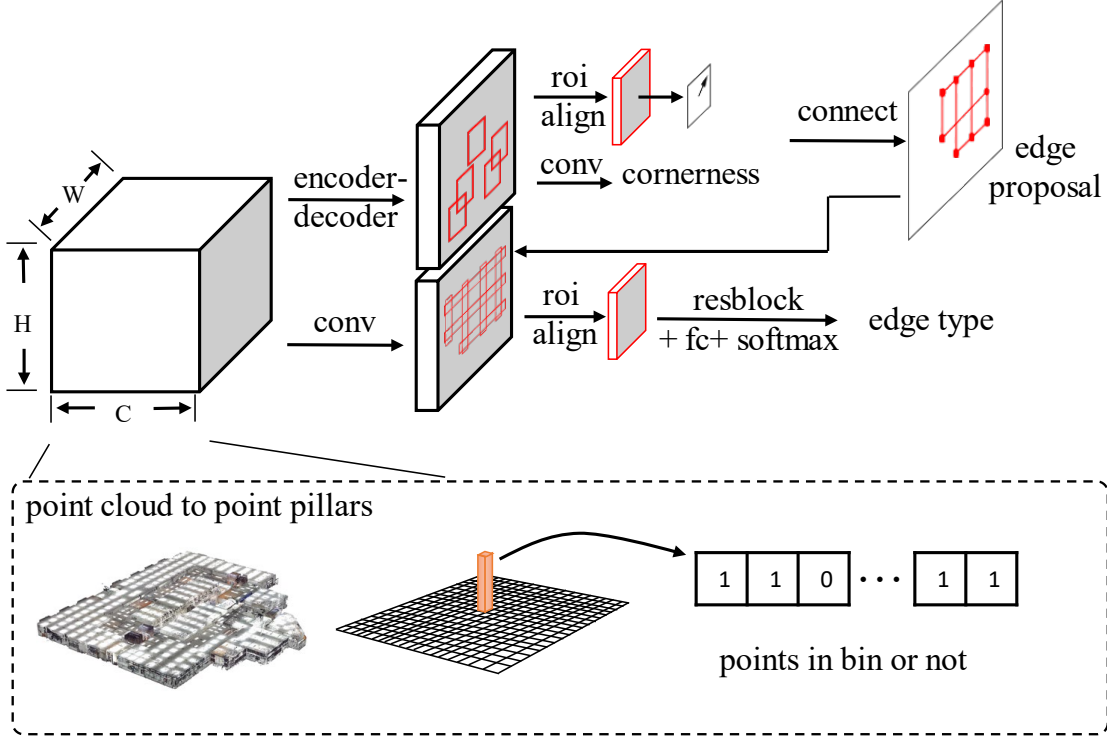 roi
align
connect
W
encoder-
decoder
conv
cornerness
edge
proposal
H
conv
roi
align
resblock
+ fc+ softmax
edge type
C
point cloud to point pillars
1 1 0 ··· 1 1
points in bin or not